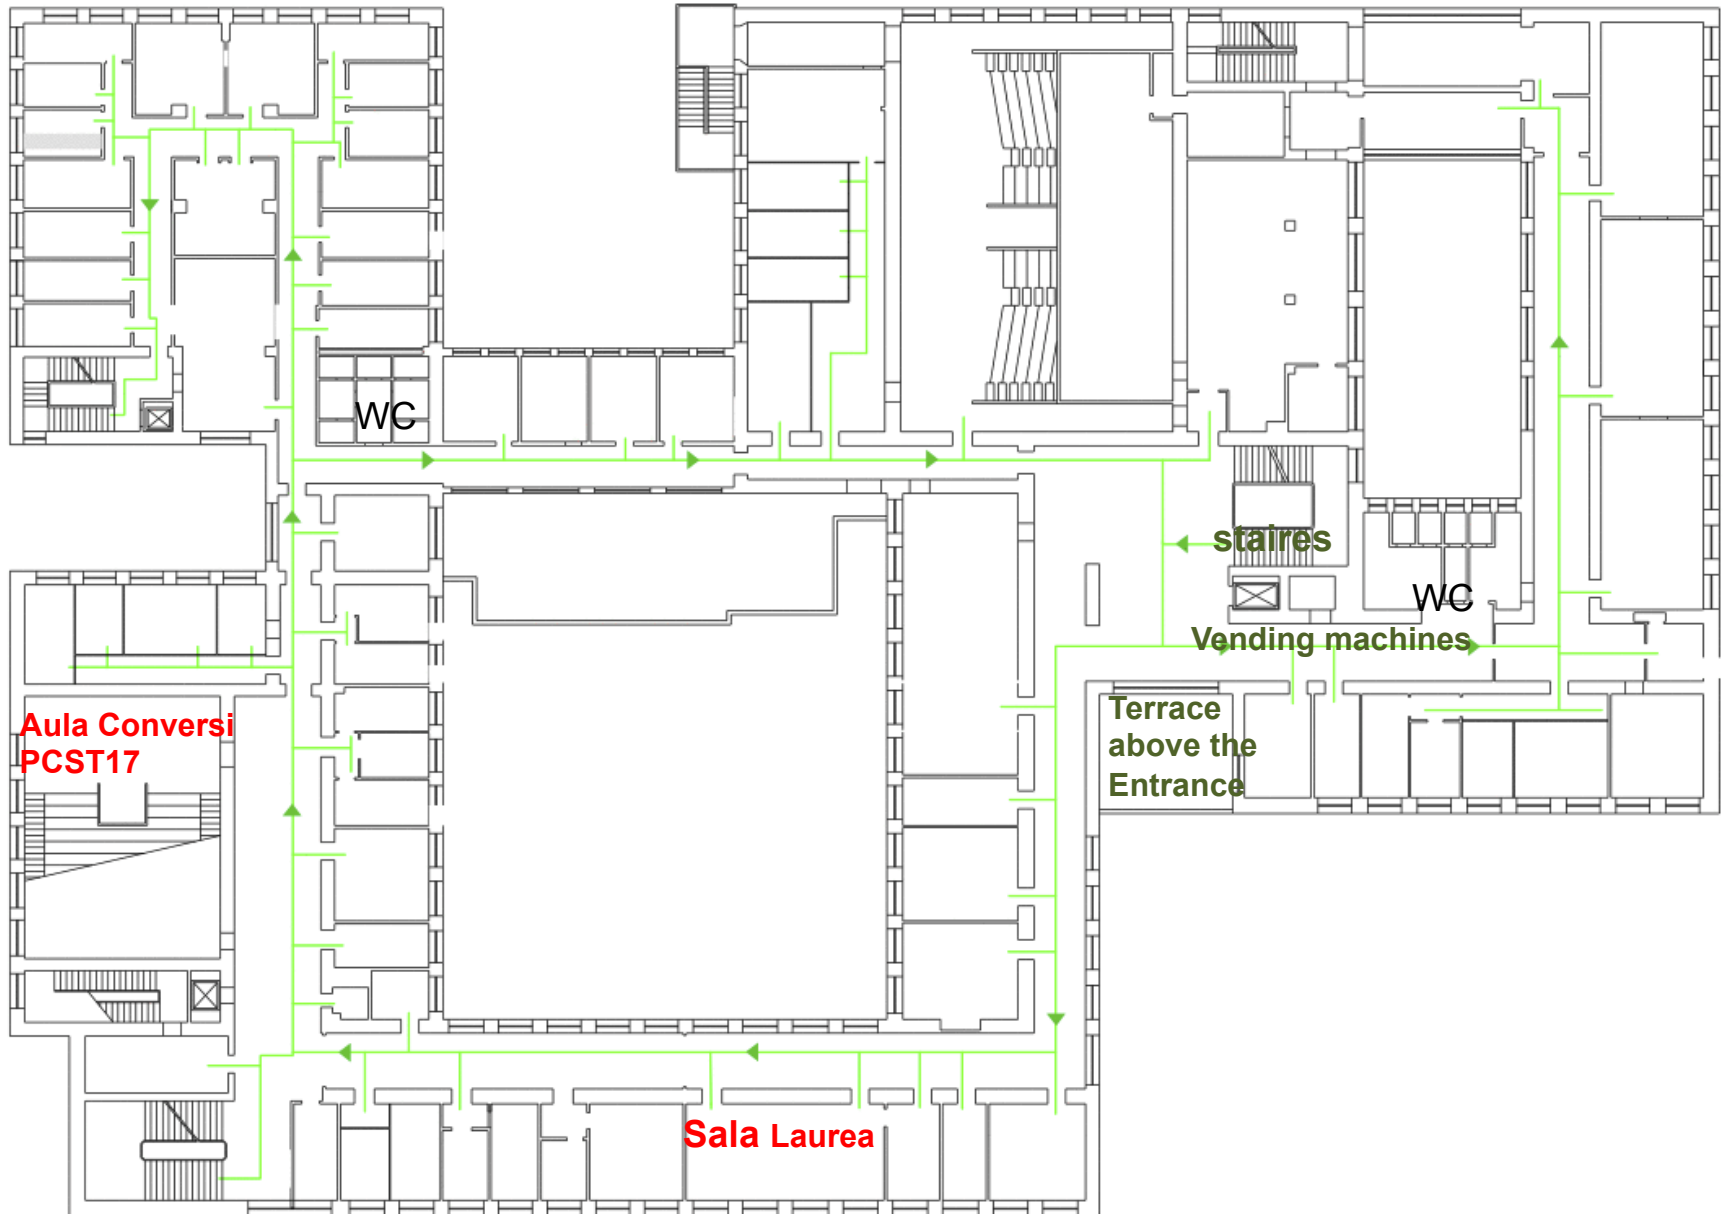 WC
staires
WC
Vending machines
Aula Conversi
PCST17
Terrace
above the
Entrance
Sala Laurea